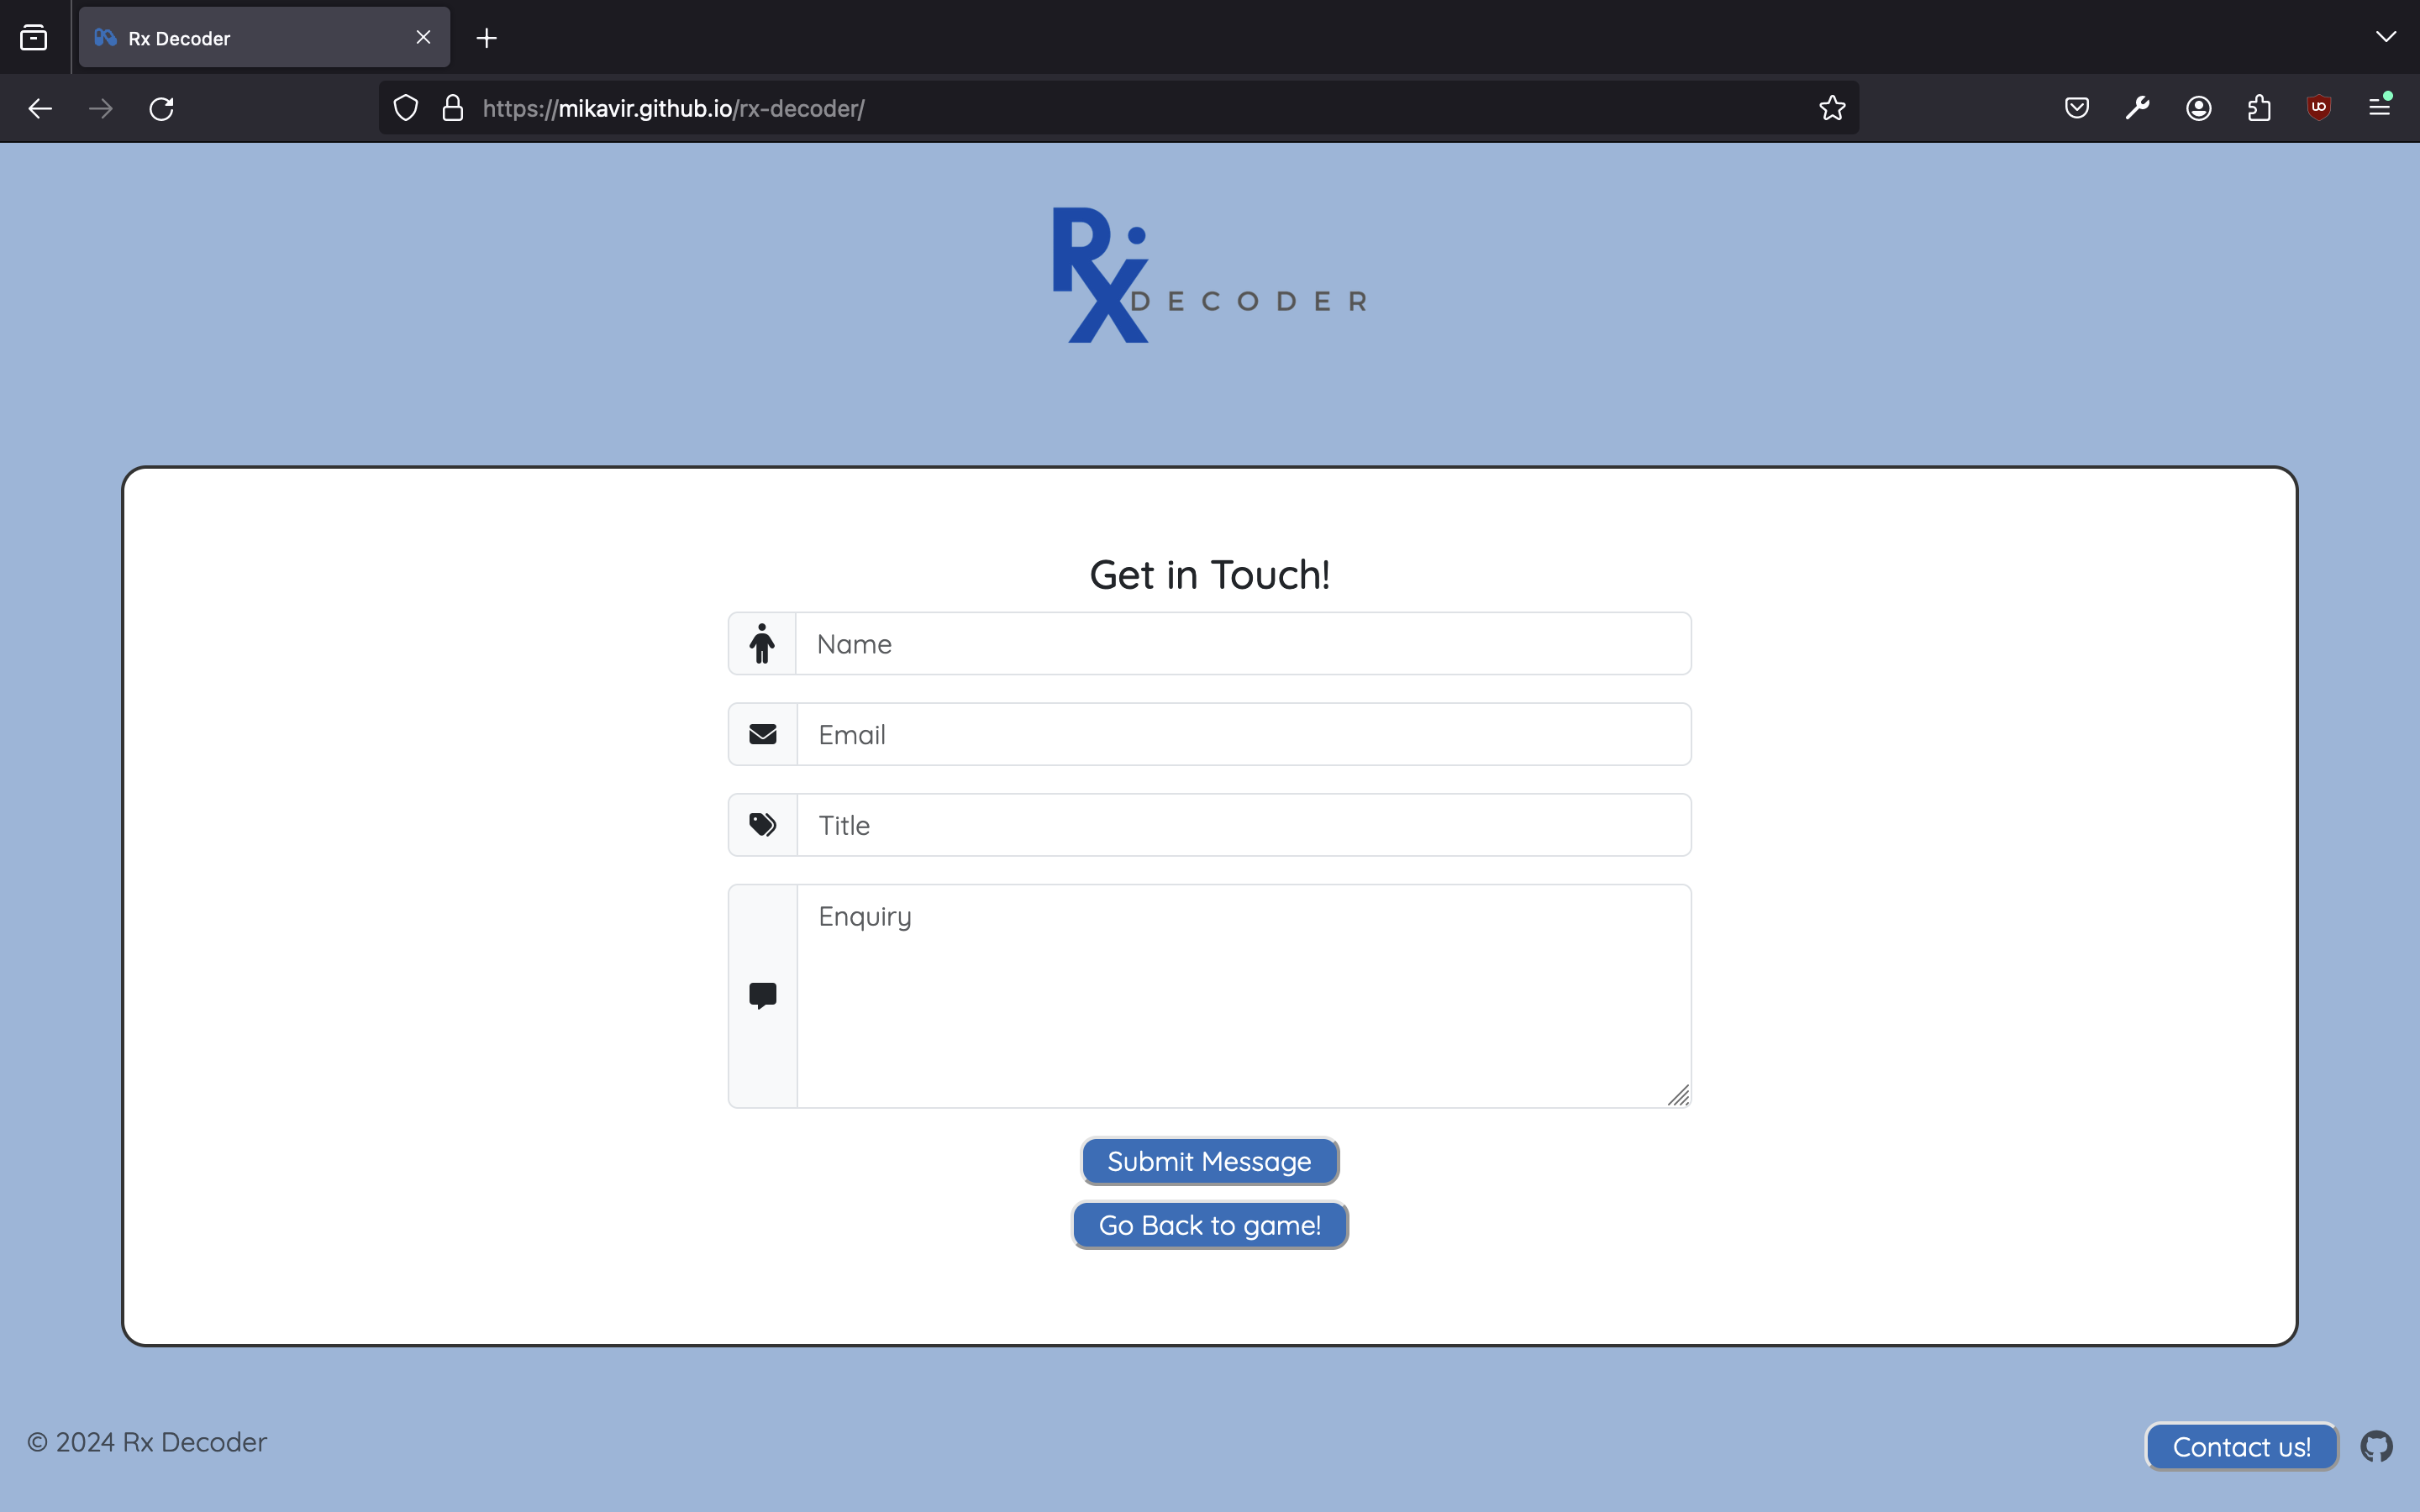 Rx Decoder
https://mikavir.github.io/rx-decoder/
Rx
DECODER
Get in Touch!
Name
Email
Title
Enquiry
Submit Message
Go Back to game!
© 2024 Rx Decoder
Contact us!